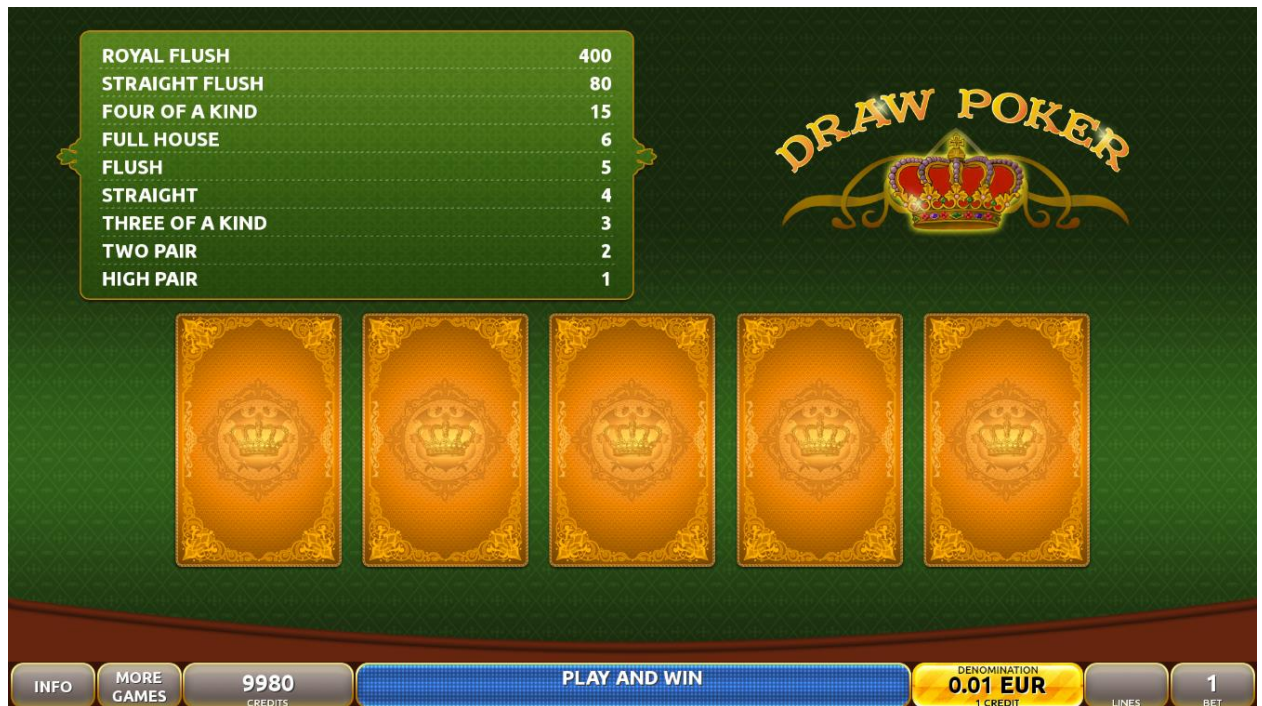 ROYAL FLUSH 400
STRAIGHT FLUSH 80
FOUR OF A KIND 15
FULL HOUSE 6
FLUSH 5
STRAIGHT 4
THREE OF A KIND 3
TWO PAIR 2
HIGH PAIR 1
DRAW POKER
INFO
MORE
GAMES
9980
CREDITS
PLAY AND WIN
DENOMINATION
0.01 EUR
1 CREDIT
LINES
1
BET